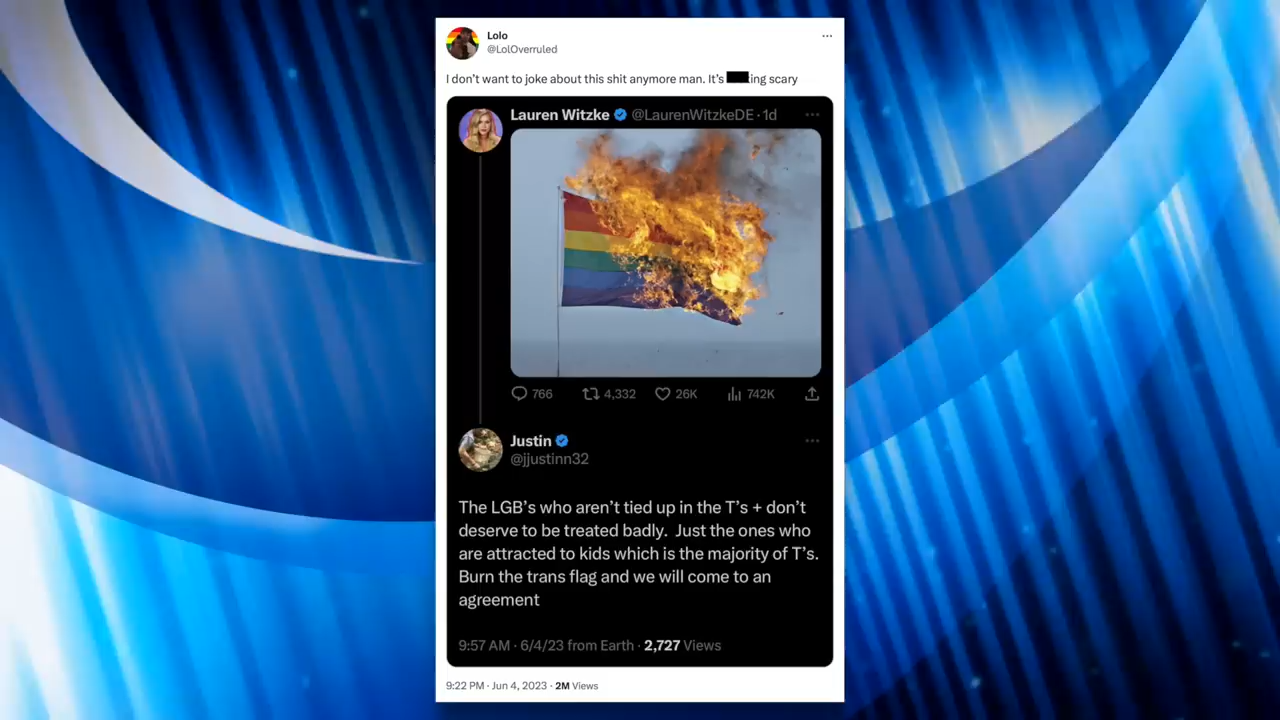 Lolo
@LolOverruled
I don't want to joke about this shit anymore man. It's ing scary
Lauren Witzke @LaurenWitzkeDE · 1d
766 4,332 26K 742K
Justin
@jjustinn32
The LGB's who aren't tied up in the T's + don't
deserve to be treated badly.  Just the ones who
are attracted to kids which is the majority of T's.
Burn the trans flag and we will come to an
agreement
9:57 AM · 6/4/23 from Earth · 2,727 Views
9:22 PM · Jun 4, 2023 · 2M Views